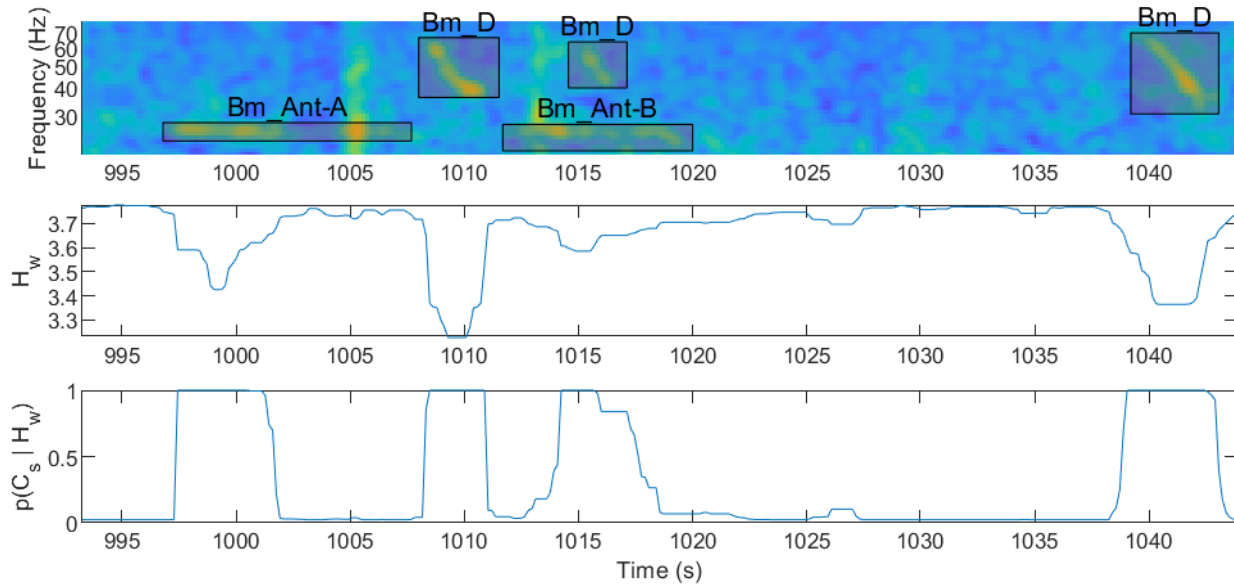 Bm_D
Bm_D
Bm_D
Bm_Ant-A
Bm_Ant-B
Frequency (Hz)
70
60
50
40
30
995 1000 1005 1010 1015 1020 1025 1030 1035 1040
H_w
3.7
3.6
3.5
3.4
3.3
995 1000 1005 1010 1015 1020 1025 1030 1035 1040
p(C_s | H_w)
1
0.5
0
995 1000 1005 1010 1015 1020 1025 1030 1035 1040
Time (s)